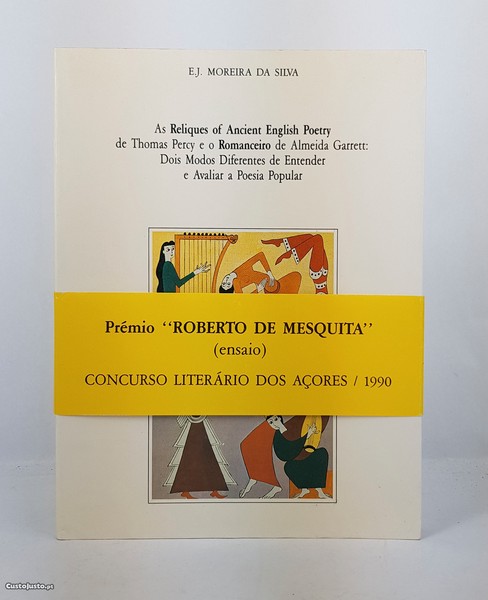 E.J. MOREIRA DA SILVA
As Reliques of Ancient English Poetry
de Thomas Percy e o Romanceiro de Almeida Garrett:
Dois Modos Diferentes de Entender
e Avaliar a Poesia Popular
Prémio “ROBERTO DE MESQUITA”
(ensaio)
CONCURSO LITERÁRIO DOS AÇORES / 1990
CustoJusto.pt